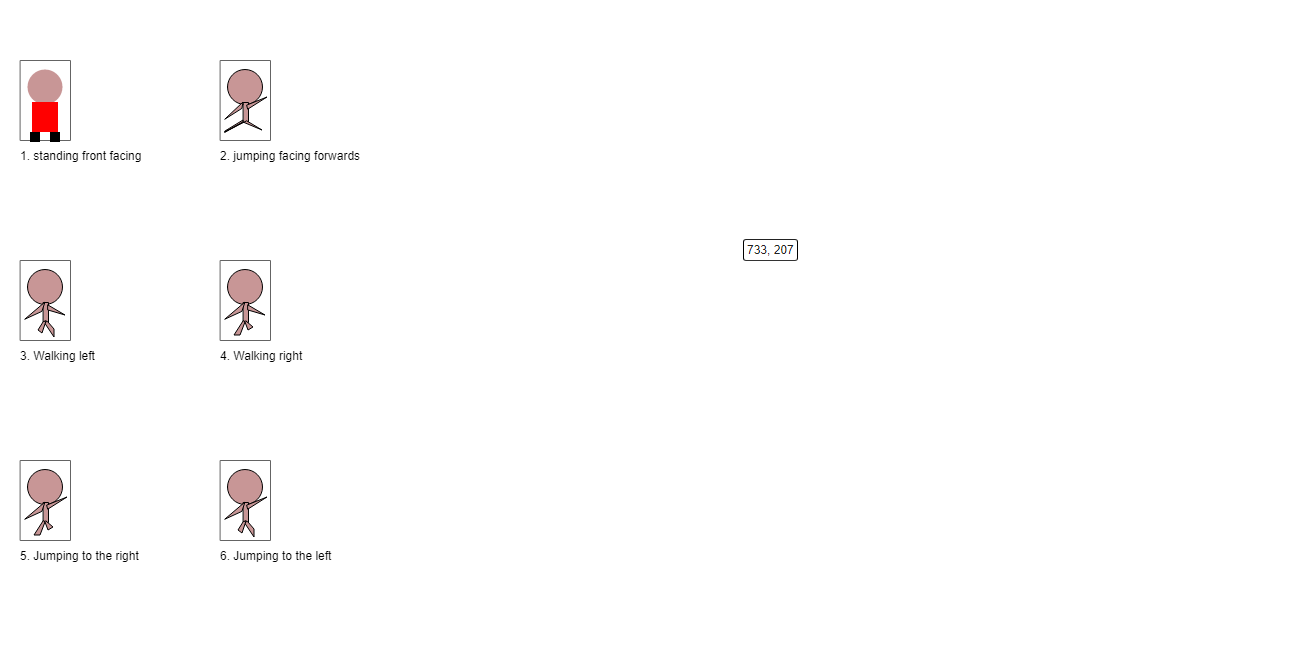 1. standing front facing
2. jumping facing forwards
733, 207
3. Walking left
4. Walking right
5. Jumping to the right
6. Jumping to the left